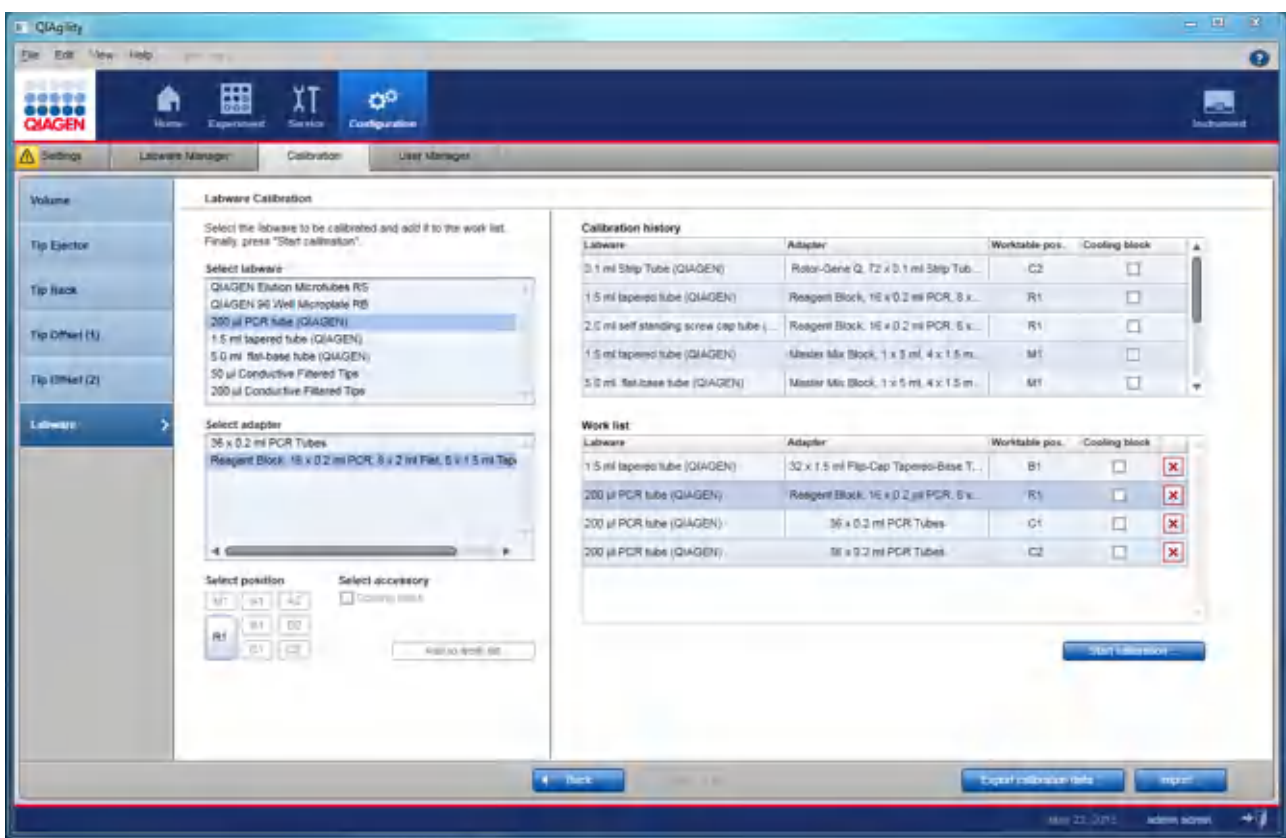 QIAgility
File Edit View Help
QIAGEN
Home Experiment Service Configuration Instrument
Settings Labware Manager Calibration User Manager
Volume
Tip Ejector
Tip Rack
Tip Offset (1)
Tip Offset (2)
Labware
Labware Calibration
Select the labware to be calibrated and add it to the work list.
Finally, press "Start calibration".
Select labware
QIAGEN Elution Microtubes RS
QIAGEN 96 Well Microplate RB
200 µl PCR tube (QIAGEN)
1.5 ml tapered tube (QIAGEN)
5.0 ml flat-base tube (QIAGEN)
50 µl Conductive Filtered Tips
200 µl Conductive Filtered Tips
Select adapter
36 x 0.2 ml PCR Tubes
Reagent Block, 16 x 0.2 ml PCR, 8 x 2 ml Flat, 5 x 1.5 ml Tap
Select position
M1 A1 A2
R1
B1 B2
C1 C2
Select accessory
Cooling block
Add to work list
Calibration history
Labware Adapter Worktable pos. Cooling block
0.1 ml Strip Tube (QIAGEN) Rotor-Gene Q, 72 x 0.1 ml Strip Tub... C2
1.5 ml tapered tube (QIAGEN) Reagent Block, 16 x 0.2 ml PCR, 8 x... R1
2.0 ml self standing screw cap tube (... Reagent Block, 16 x 0.2 ml PCR, 8 x... R1
1.5 ml tapered tube (QIAGEN) Master Mix Block, 1 x 5 ml, 4 x 1.5 m... M1
5.0 ml flat-base tube (QIAGEN) Master Mix Block, 1 x 5 ml, 4 x 1.5 m... M1
Work list
Labware Adapter Worktable pos. Cooling block
1.5 ml tapered tube (QIAGEN) 32 x 1.5 ml Flip-Cap Tapered-Base T... B1
200 µl PCR tube (QIAGEN) Reagent Block, 16 x 0.2 ml PCR, 8 x... R1
200 µl PCR tube (QIAGEN) 36 x 0.2 ml PCR Tubes C1
200 µl PCR tube (QIAGEN) 36 x 0.2 ml PCR Tubes C2
Start calibration ...
Back
Export calibration data Import
admin admin